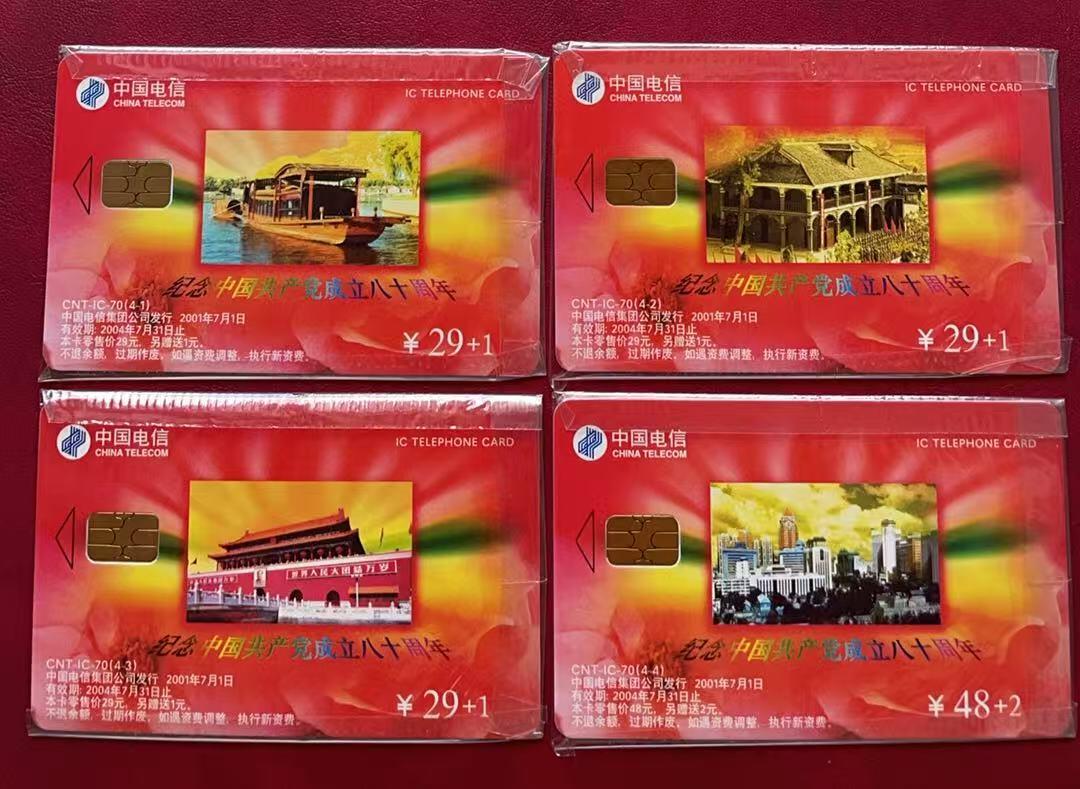 中国电信
CHINA TELECOM
IC TELEPHONE CARD
纪念 中国共产党成立八十周年
CNT-IC-70(4-1)
中国电信集团公司发行 2001年7月1日
有效期: 2004年7月31日止
本卡零售价29元, 另赠送1元。
不退余额, 过期作废, 如遇资费调整, 执行新资费。
¥29+1
中国电信
CHINA TELECOM
IC TELEPHONE CARD
纪念 中国共产党成立八十周年
CNT-IC-70(4-2)
中国电信集团公司发行 2001年7月1日
有效期: 2004年7月31日止
本卡零售价29元, 另赠送1元。
不退余额, 过期作废, 如遇资费调整, 执行新资费。
¥29+1
中国电信
CHINA TELECOM
IC TELEPHONE CARD
世界人民大团结万岁
纪念 中国共产党成立八十周年
CNT-IC-70(4-3)
中国电信集团公司发行 2001年7月1日
有效期: 2004年7月31日止
本卡零售价29元, 另赠送1元。
不退余额, 过期作废, 如遇资费调整, 执行新资费。
¥29+1
中国电信
CHINA TELECOM
IC TELEPHONE CARD
纪念 中国共产党成立八十周年
CNT-IC-70(4-4)
中国电信集团公司发行 2001年7月1日
有效期: 2004年7月31日止
本卡零售价48元, 另赠送2元。
不退余额, 过期作废, 如遇资费调整, 执行新资费。
¥48+2